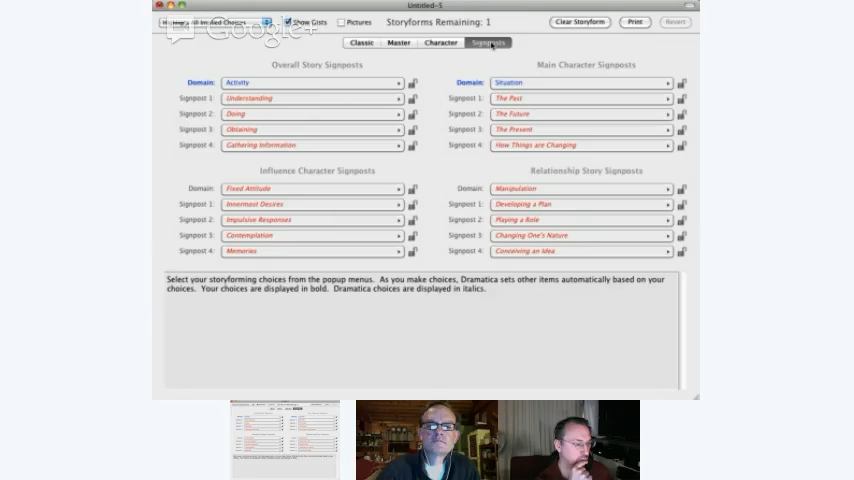 Untitled-5
All Implied Choices
Show Gists
Pictures
Storyforms Remaining: 1
Clear Storyform
Print
Revert
Google+
Classic
Master
Character
Signposts
Overall Story Signposts
Domain: Activity
Signpost 1: Understanding
Signpost 2: Doing
Signpost 3: Obtaining
Signpost 4: Gathering Information
Main Character Signposts
Domain: Situation
Signpost 1: The Past
Signpost 2: The Future
Signpost 3: The Present
Signpost 4: How Things are Changing
Influence Character Signposts
Domain: Fixed Attitude
Signpost 1: Innermost Desires
Signpost 2: Impulsive Responses
Signpost 3: Contemplation
Signpost 4: Memories
Relationship Story Signposts
Domain: Manipulation
Signpost 1: Developing a Plan
Signpost 2: Playing a Role
Signpost 3: Changing One's Nature
Signpost 4: Conceiving an Idea
Select your storyforming choices from the popup menus. As you make choices, Dramatica sets other items automatically based on your
choices. Your choices are displayed in bold. Dramatica choices are displayed in italics.